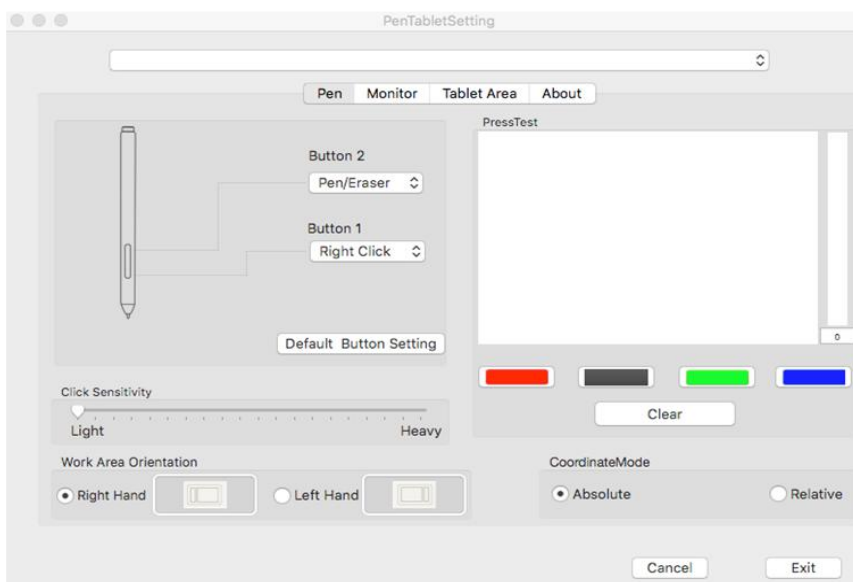 PenTabletSetting
Pen Monitor Tablet Area About
Button 2
Pen/Eraser
Button 1
Right Click
Default Button Setting
PressTest
0
Clear
Click Sensitivity
Light Heavy
Work Area Orientation
Right Hand Left Hand
CoordinateMode
Absolute Relative
Cancel Exit